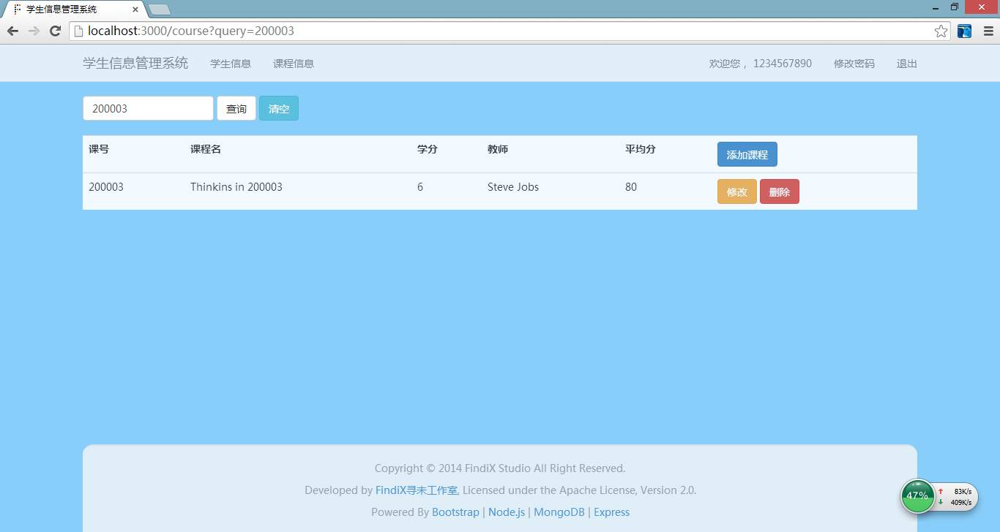 学生信息管理系统
localhost:3000/course?query=200003
学生信息管理系统 学生信息 课程信息 欢迎您， 1234567890 修改密码 退出
200003 查询 清空
课号 课程名 学分 教师 平均分 添加课程
200003 Thinkins in 200003 6 Steve Jobs 80 修改 删除
Copyright © 2014 FindiX Studio All Right Reserved.
Developed by FindiX寻未工作室, Licensed under the Apache License, Version 2.0.
Powered By Bootstrap | Node.js | MongoDB | Express
47% ↑ 83K/s
↓ 409K/s